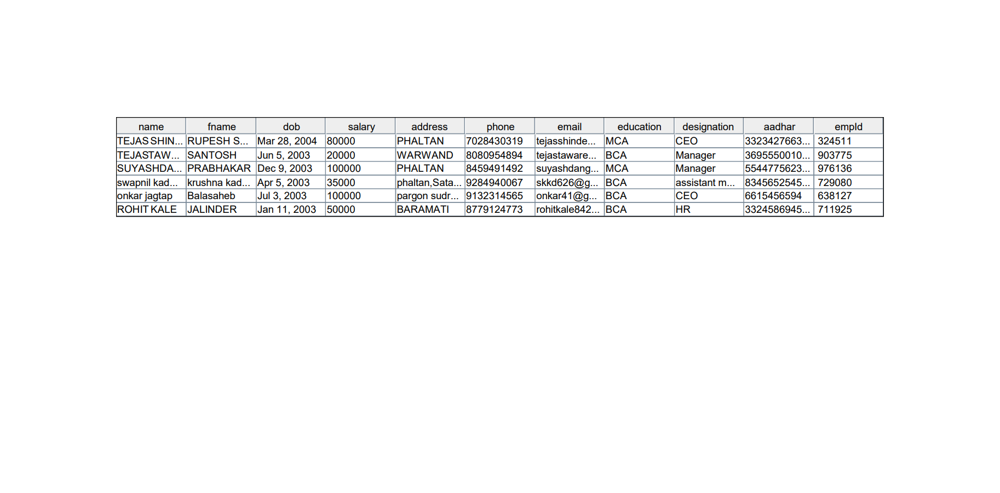 name fname dob salary address phone email education designation aadhar empId
TEJAS SHIN... RUPESH S... Mar 28, 2004 80000 PHALTAN 7028430319 tejasshinde... MCA CEO 3323427663... 324511
TEJASTAW... SANTOSH Jun 5, 2003 20000 WARWAND 8080954894 tejastaware... BCA Manager 3695550010... 903775
SUYASHDA... PRABHAKAR Dec 9, 2003 100000 PHALTAN 8459491492 suyashdang... MCA Manager 5544775623... 976136
swapnil kad... krushna kad... Apr 5, 2003 35000 phaltan,Sata... 9284940067 skkd626@g... BCA assistant m... 8345652545... 729080
onkar jagtap Balasaheb Jul 3, 2003 100000 pargon sudr... 9132314565 onkar41@g... BCA CEO 6615456594 638127
ROHIT KALE JALINDER Jan 11, 2003 50000 BARAMATI 8779124773 rohitkale842... BCA HR 3324586945... 711925